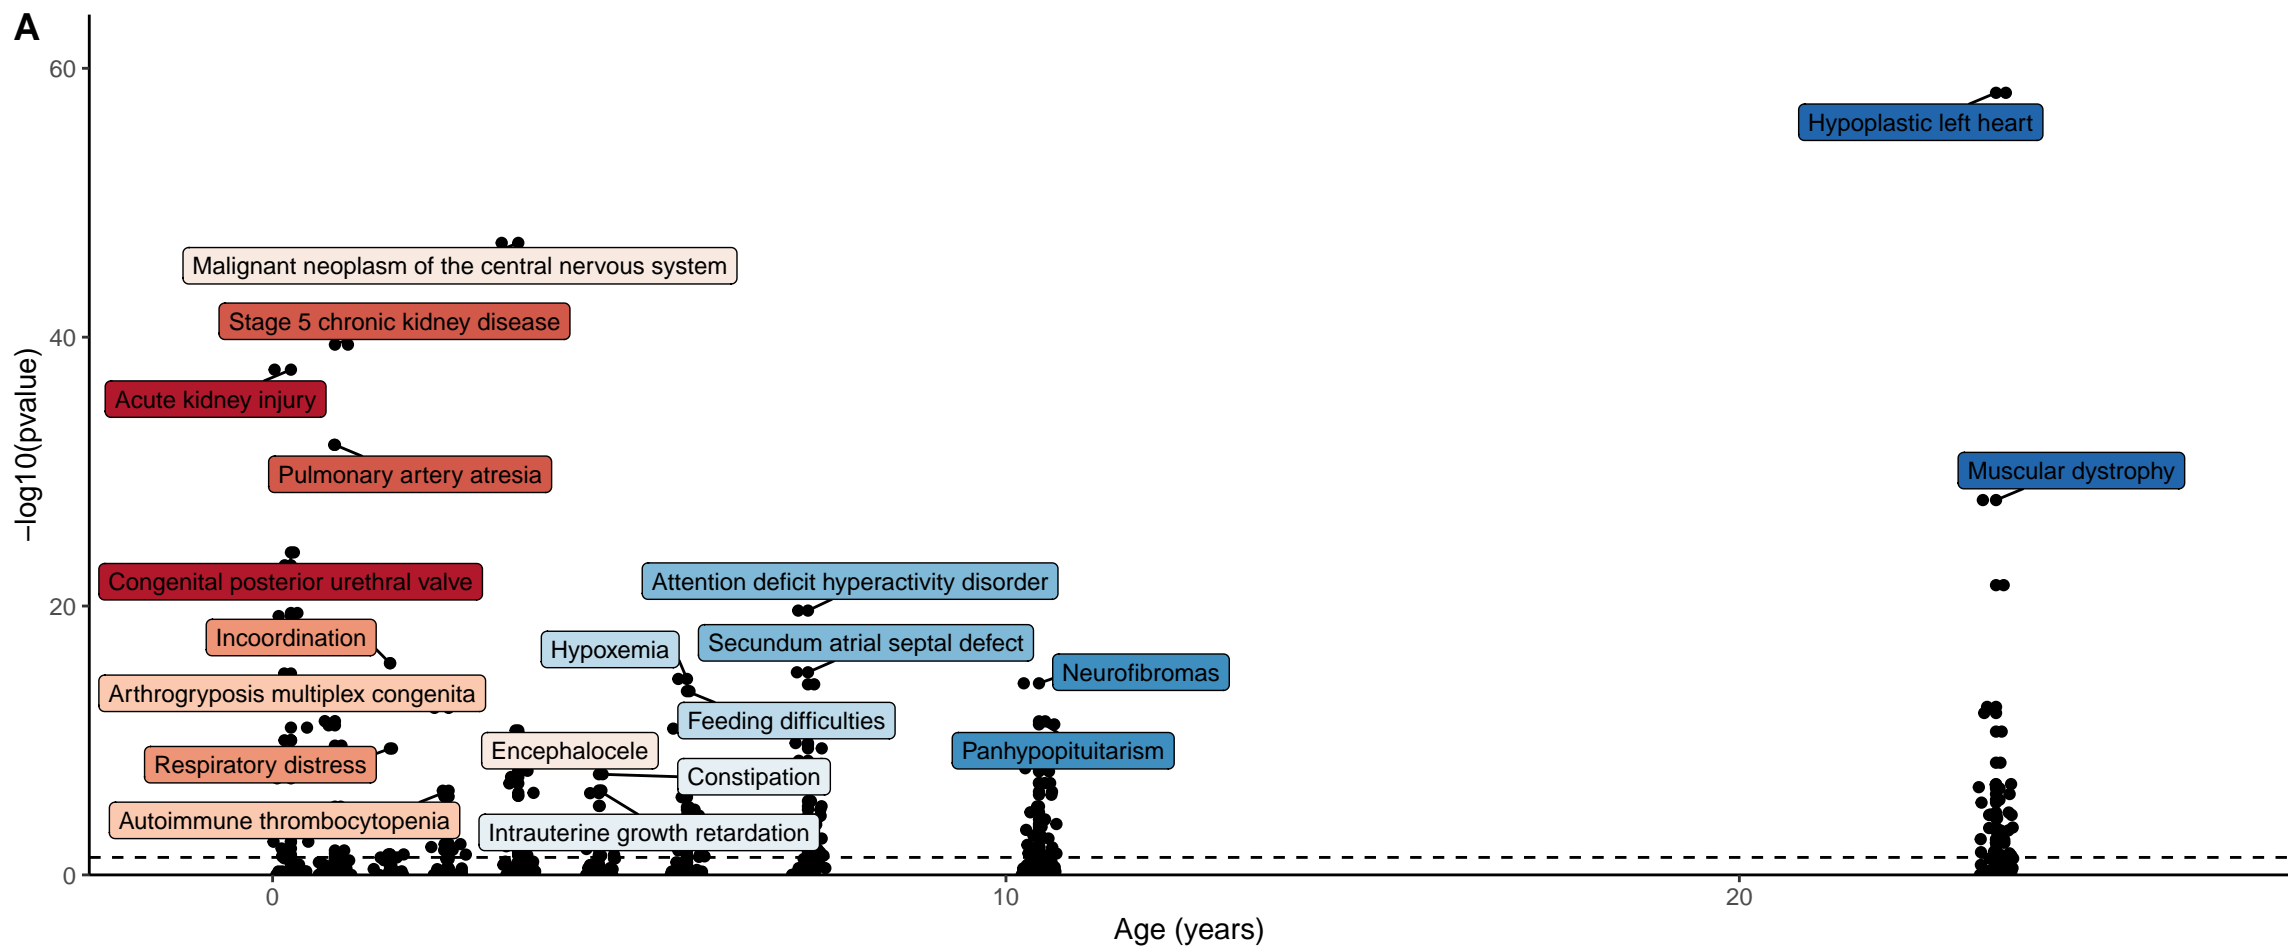 A
60
Hypoplastic left heart
Malignant neoplasm of the central nervous system
Stage 5 chronic kidney disease
40
Acute kidney injury
Pulmonary artery atresia
Muscular dystrophy
−log10(pvalue)
Congenital posterior urethral valve
Attention deficit hyperactivity disorder
20
Incoordination
Hypoxemia
Secundum atrial septal defect
Neurofibromas
Arthrogryposis multiplex congenita
Feeding difficulties
Encephalocele
Panhypopituitarism
Respiratory distress
Constipation
Autoimmune thrombocytopenia
Intrauterine growth retardation
0
0
10
20
Age (years)